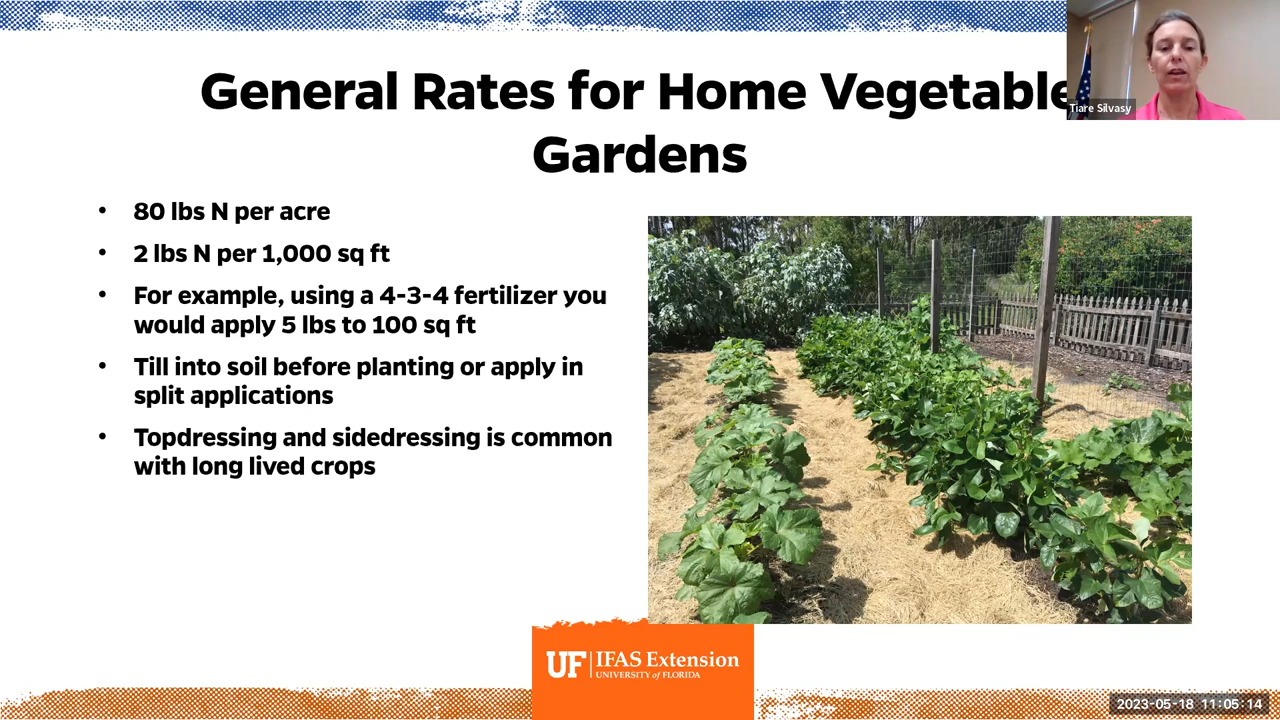 General Rates for Home Vegetable
Gardens
Tiare Silvasy
• 80 lbs N per acre
• 2 lbs N per 1,000 sq ft
• For example, using a 4-3-4 fertilizer you
would apply 5 lbs to 100 sq ft
• Till into soil before planting or apply in
split applications
• Topdressing and sidedressing is common
with long lived crops
UF IFAS Extension
UNIVERSITY of FLORIDA
2023-05-18 11:05:14